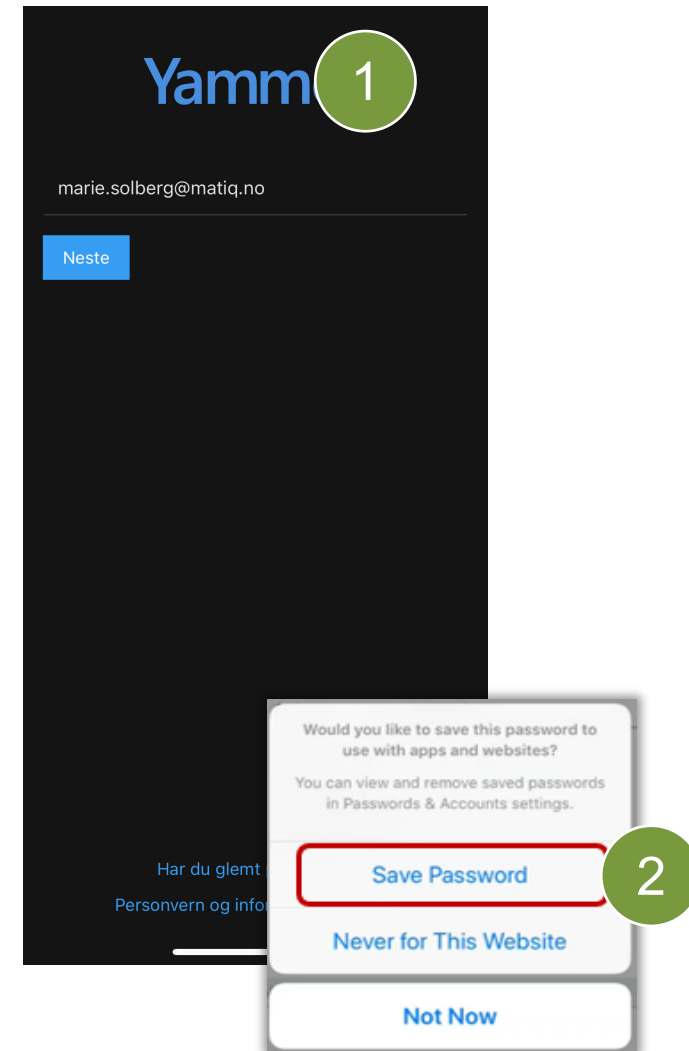 Yamm
1
marie.solberg@matiq.no
Neste
Har du glemt
Personvern og infor
Would you like to save this password to
use with apps and websites?
You can view and remove saved passwords
in Passwords & Accounts settings.
Save Password
2
Never for This Website
Not Now